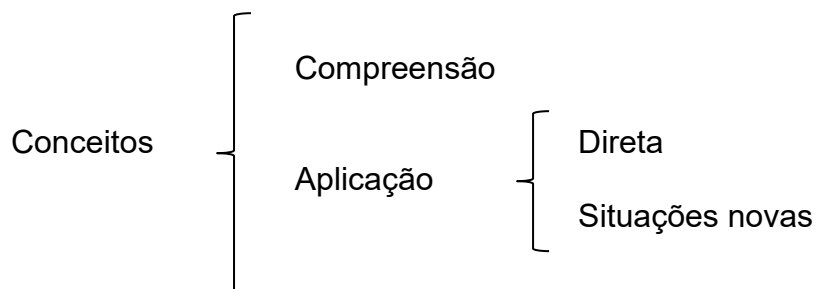 Compreensão
Conceitos
Direta
Aplicação
Situações novas